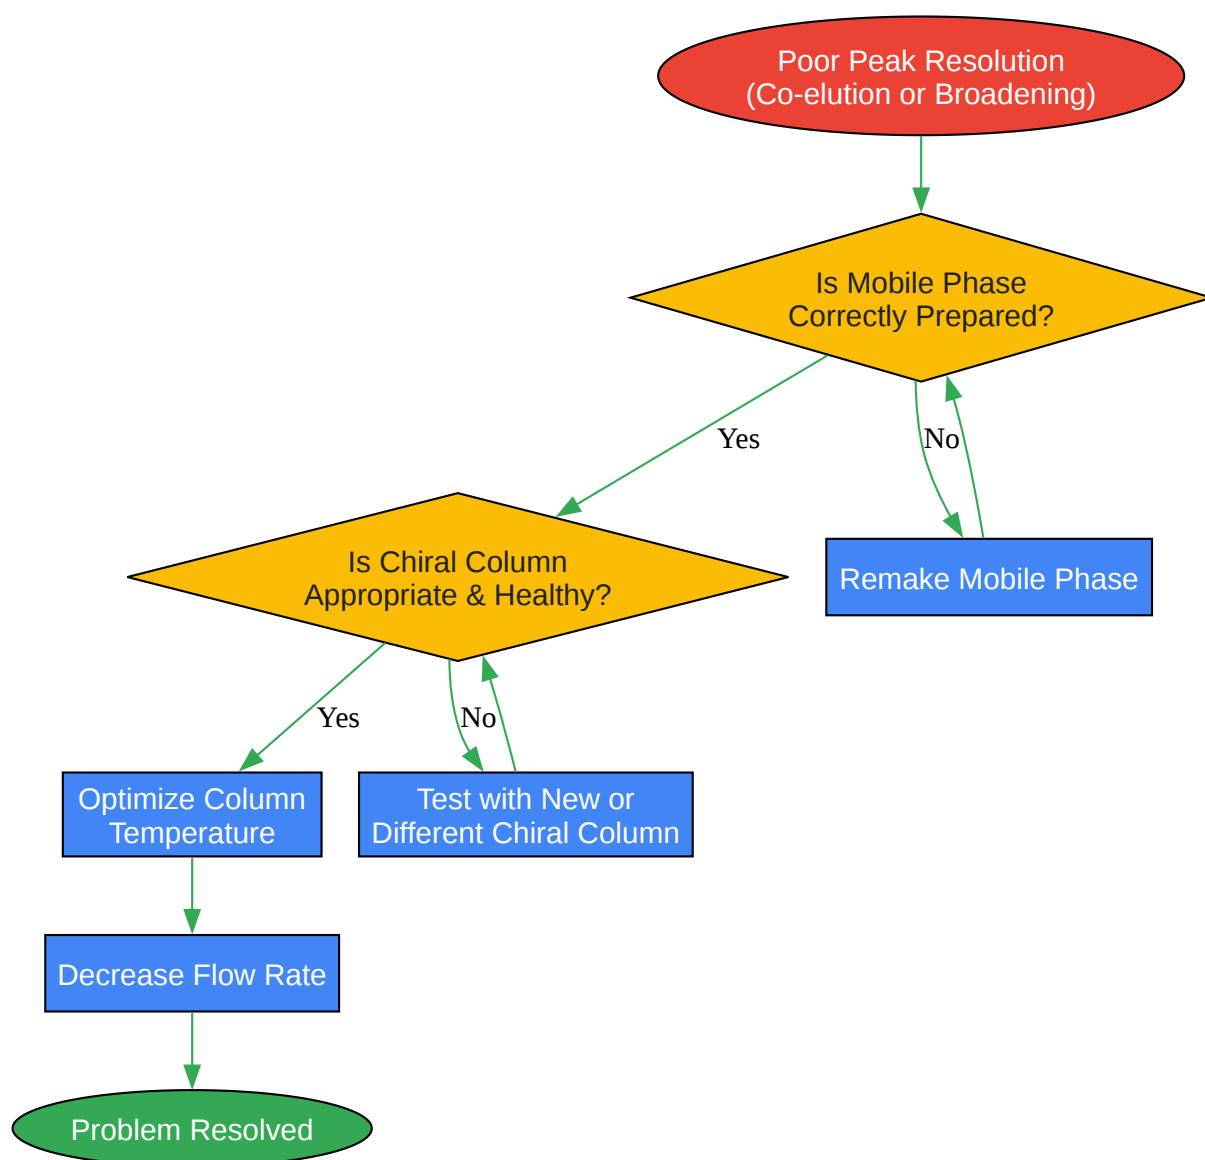 Poor Peak Resolution
(Co-elution or Broadening)
Is Mobile Phase
Correctly Prepared?
Yes
No
Is Chiral Column
Appropriate & Healthy?
Remake Mobile Phase
Yes
No
Optimize Column
Temperature
Test with New or
Different Chiral Column
Decrease Flow Rate
Problem Resolved